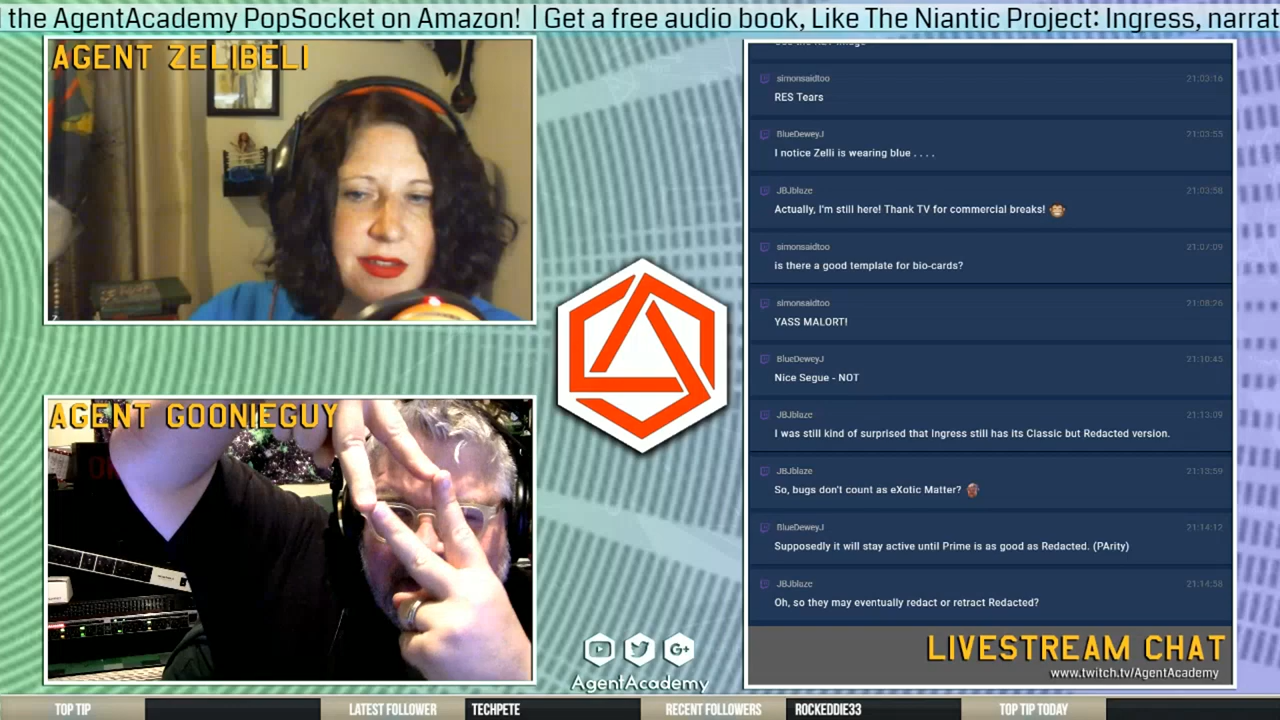 the AgentAcademy PopSocket on Amazon! | Get a free audio book, Like The Niantic Project: Ingress, narrat
AGENT ZELIBELI
simonsaidtoo 21:03:16
RES Tears
BlueDeweyJ 21:03:55
I notice Zelli is wearing blue . . . .
JBJblaze 21:03:58
Actually, I'm still here! Thank TV for commercial breaks!
simonsaidtoo 21:07:09
is there a good template for bio-cards?
simonsaidtoo 21:08:26
YASS MALORT!
BlueDeweyJ 21:10:45
Nice Segue - NOT
JBJblaze 21:13:09
I was still kind of surprised that Ingress still has its Classic but Redacted version.
JBJblaze 21:13:59
So, bugs don't count as eXotic Matter?
BlueDeweyJ 21:14:12
Supposedly it will stay active until Prime is as good as Redacted. (PArity)
JBJblaze 21:14:58
Oh, so they may eventually redact or retract Redacted?
AGENT GOONIEGUY
G+
AgentAcademy
LIVESTREAM CHAT
www.twitch.tv/AgentAcademy
TOP TIP LATEST FOLLOWER TECHPETE RECENT FOLLOWERS ROCKEDDIE33 TOP TIP TODAY